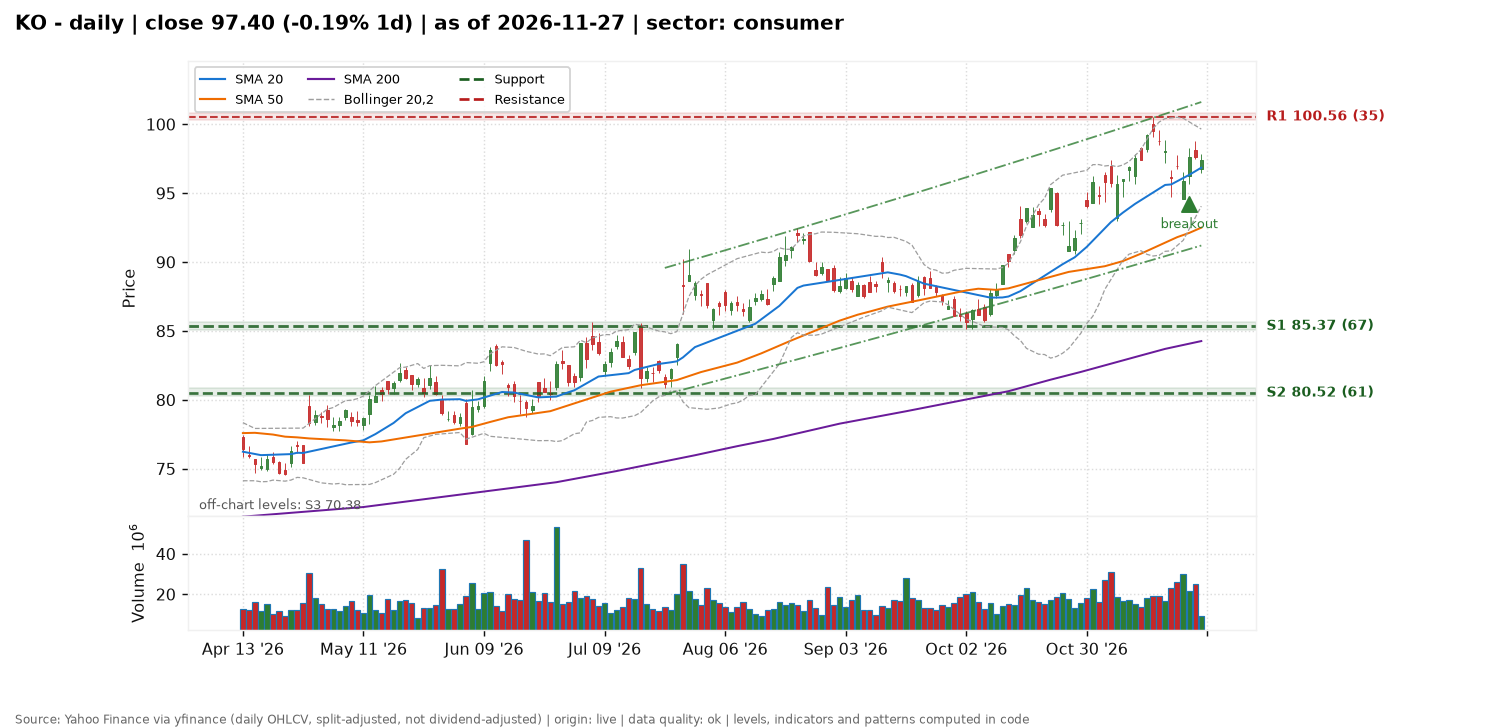 KO - daily | close 97.40 (-0.19% 1d) | as of 2026-11-27 | sector: consumer
SMA 20
SMA 50
SMA 200
Bollinger 20,2
Support
Resistance
Price
100
95
90
85
80
75
R1 100.56 (35)
S1 85.37 (67)
S2 80.52 (61)
breakout
off-chart levels: S3 70.38
Volume 10⁶
40
20
Apr 13 '26
May 11 '26
Jun 09 '26
Jul 09 '26
Aug 06 '26
Sep 03 '26
Oct 02 '26
Oct 30 '26
Source: Yahoo Finance via yfinance (daily OHLCV, split-adjusted, not dividend-adjusted) | origin: live | data quality: ok | levels, indicators and patterns computed in code